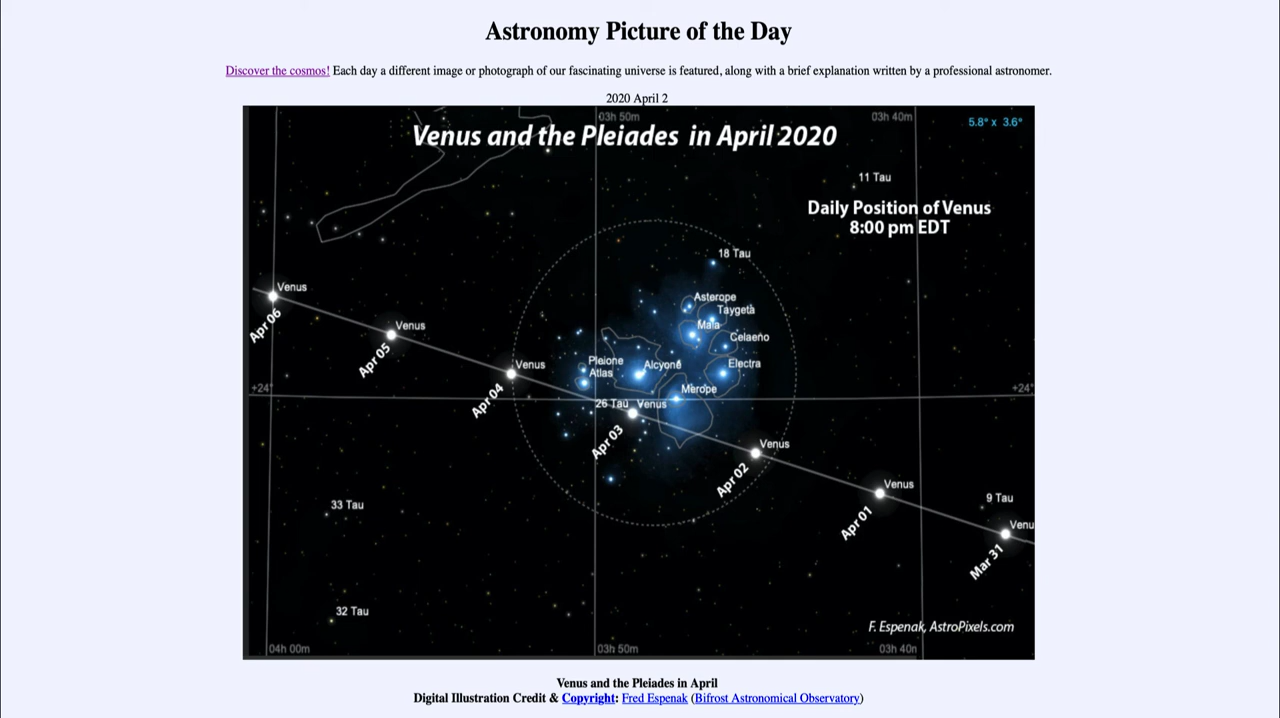 Astronomy Picture of the Day
Discover the cosmos! Each day a different image or photograph of our fascinating universe is featured, along with a brief explanation written by a professional astronomer.
2020 April 2
03h 50m
03h 40m
5.8° x 3.6°
Venus and the Pleiades in April 2020
11 Tau
Daily Position of Venus
8:00 pm EDT
18 Tau
Venus
Apr 06
Asterope
Taygeta
Maia
Celaeno
Venus
Apr 05
Pleione
Atlas
Alcyone
Electra
Venus
Apr 04
+24°
Merope
+24°
26 Tau
Venus
Apr 03
Venus
Apr 02
Venus
Apr 01
9 Tau
Venu
Mar 31
33 Tau
32 Tau
F. Espenak, AstroPixels.com
04h 00m
03h 50m
03h 40n
Venus and the Pleiades in April
Digital Illustration Credit & Copyright: Fred Espenak (Bifrost Astronomical Observatory)